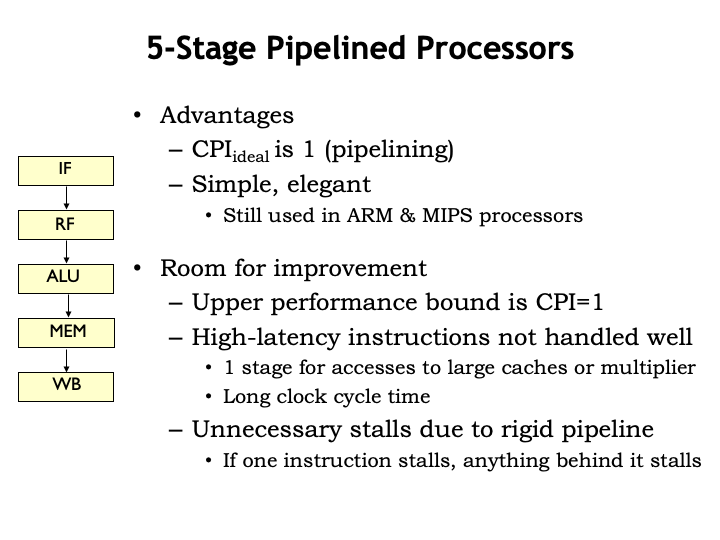 5-Stage Pipelined Processors
IF
RF
ALU
MEM
WB
• Advantages
– CPIideal is 1 (pipelining)
– Simple, elegant
• Still used in ARM & MIPS processors
• Room for improvement
– Upper performance bound is CPI=1
– High-latency instructions not handled well
• 1 stage for accesses to large caches or multiplier
• Long clock cycle time
– Unnecessary stalls due to rigid pipeline
• If one instruction stalls, anything behind it stalls